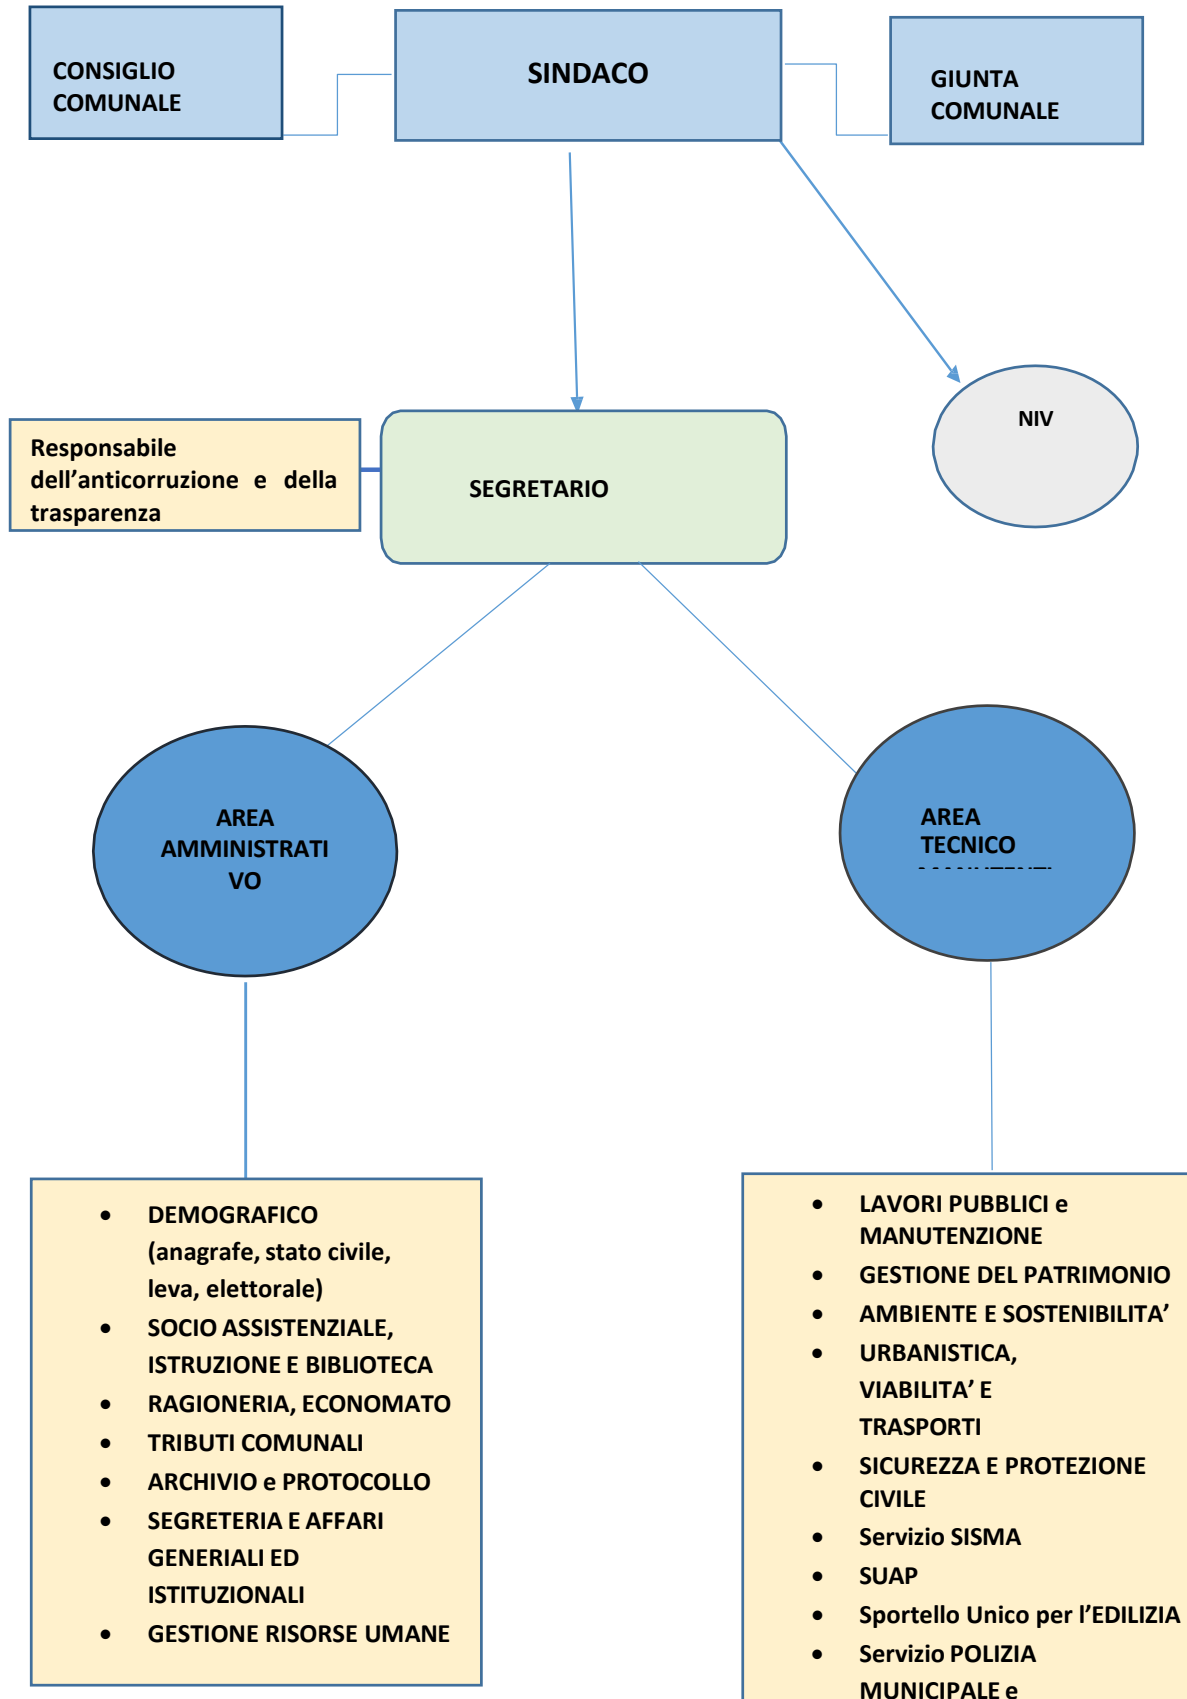 CONSIGLIO
COMUNALE
SINDACO
GIUNTA
COMUNALE
NIV
Responsabile
dell’anticorruzione e della
trasparenza
SEGRETARIO
AREA
AMMINISTRATI
VO
AREA
TECNICO
MANUTENTI
• DEMOGRAFICO
(anagrafe, stato civile,
leva, elettorale)
• SOCIO ASSISTENZIALE,
ISTRUZIONE E BIBLIOTECA
• RAGIONERIA, ECONOMATO
• TRIBUTI COMUNALI
• ARCHIVIO e PROTOCOLLO
• SEGRETERIA E AFFARI
GENERIALI ED
ISTITUZIONALI
• GESTIONE RISORSE UMANE
• LAVORI PUBBLICI e
MANUTENZIONE
• GESTIONE DEL PATRIMONIO
• AMBIENTE E SOSTENIBILITA’
• URBANISTICA,
VIABILITA’ E
TRASPORTI
• SICUREZZA E PROTEZIONE
CIVILE
• Servizio SISMA
• SUAP
• Sportello Unico per l’EDILIZIA
• Servizio POLIZIA
MUNICIPALE e